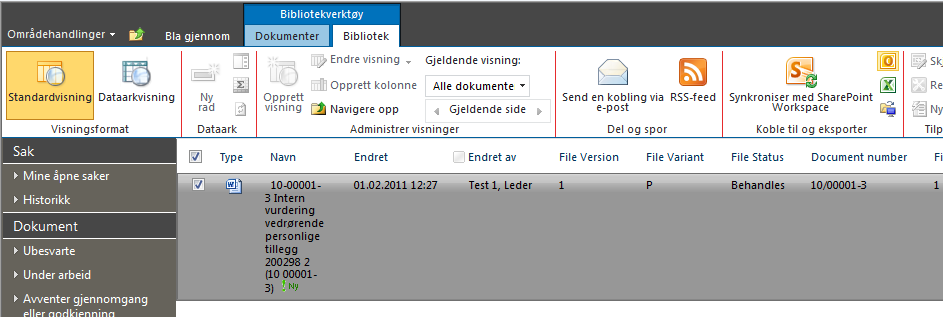 Bibliotekverktøy
Områdehandlinger
Bla gjennom
Dokumenter
Bibliotek
Standardvisning
Dataarkvisning
Visningsformat
Ny
rad
Dataark
Opprett
visning
Endre visning
Opprett kolonne
Navigere opp
Gjeldende visning:
Alle dokumente
Gjeldende side
Administrer visninger
Send en kobling via
e-post
RSS-feed
Del og spor
Synkroniser med SharePoint
Workspace
Koble til og eksporter
Sk
Re
Ny
Tilp
Sak
Mine åpne saker
Historikk
Dokument
Ubesvarte
Under arbeid
Avventer gjennomgang
eller godkjenning
Type Navn Endret Endret av File Version File Variant File Status Document number Fi
10-00001- 01.02.2011 12:27 Test 1, Leder 1 P Behandles 10/00001-3 1
3 Intern
vurdering
vedrørende
personlige
tillegg
200298 2
(10 00001-
3) Ny